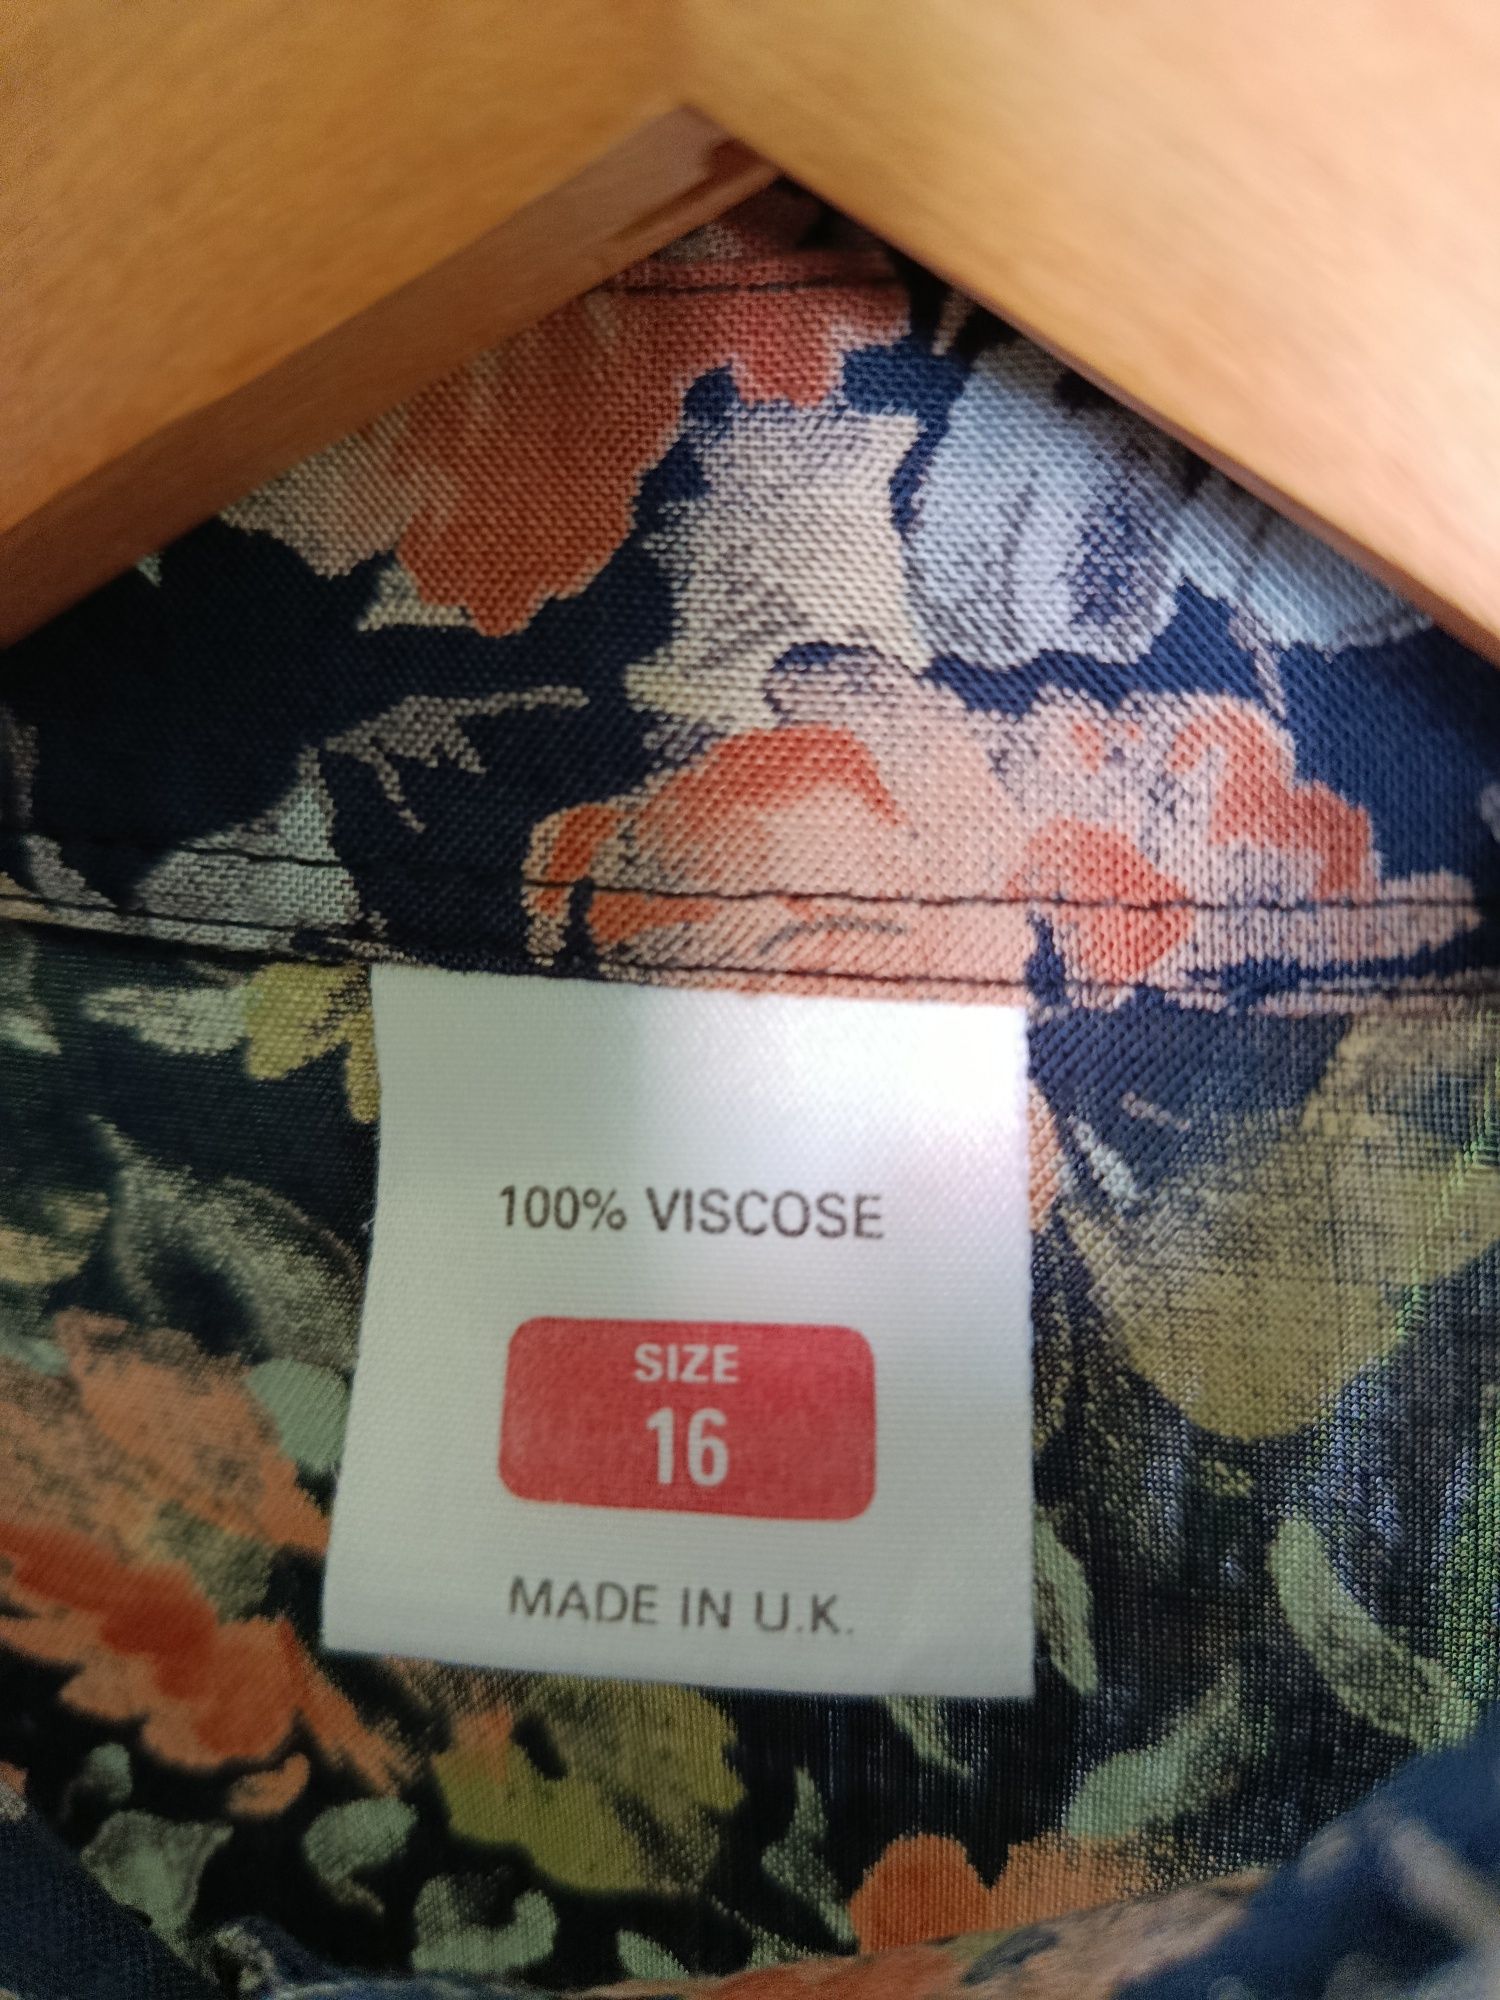 100% VISCOSE
SIZE
16
MADE IN U.K.